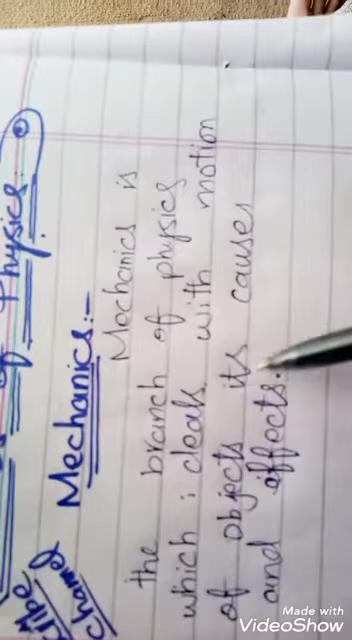 of Physics:
Mechanics:-
Mechanics is
the branch of physics
which deals with motion
of objects its causes
and effects.
Made with
VideoShow